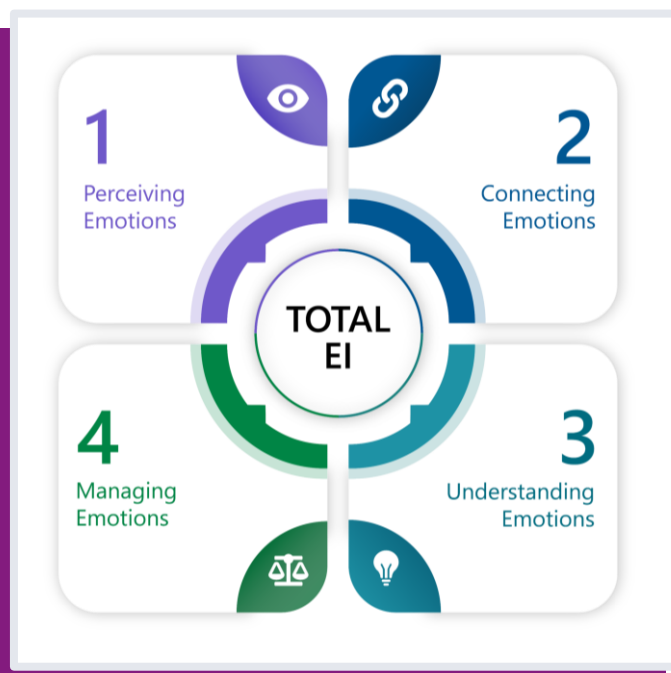 1
Perceiving
Emotions
2
Connecting
Emotions
TOTAL
EI
4
Managing
Emotions
3
Understanding
Emotions